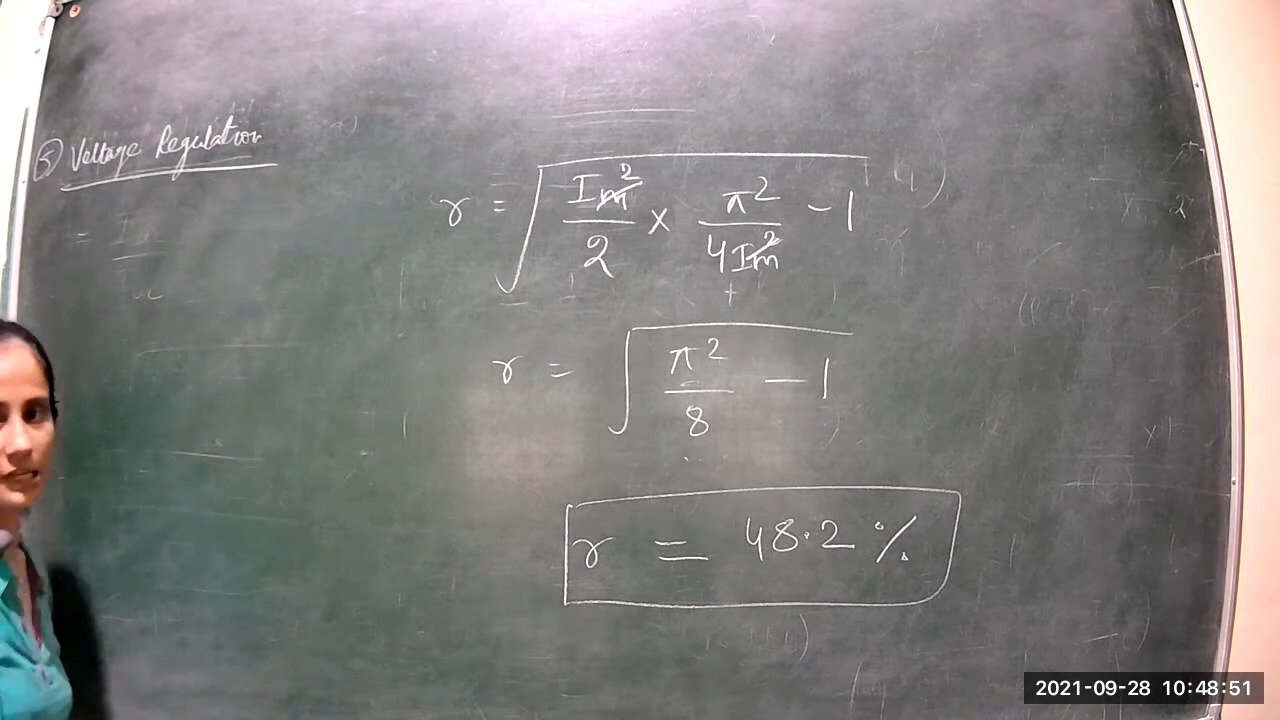 5) Voltage Regulation
r = √(Im²/2 × π²/4Im² - 1)
r = √(π²/8 - 1)
r = 48.2 %
2021-09-28 10:48:51